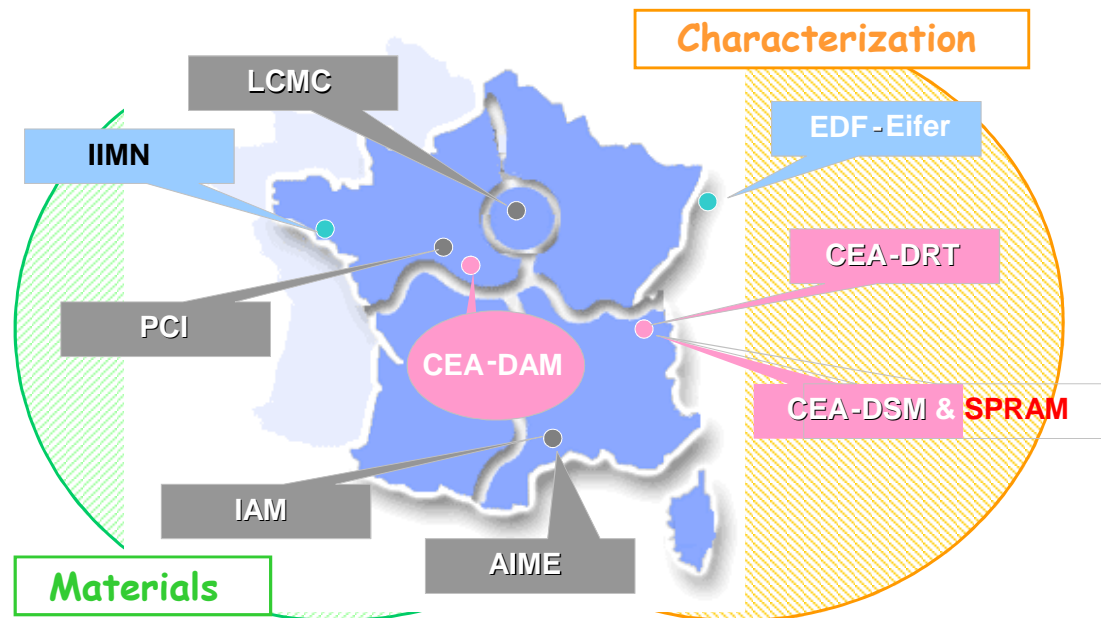 Characterization
LCMC
EDF-Eifer
IIMN
CEA-DRT
PCI
CEA-DAM
CEA-DSM & SPRAM
IAM
AIME
Materials